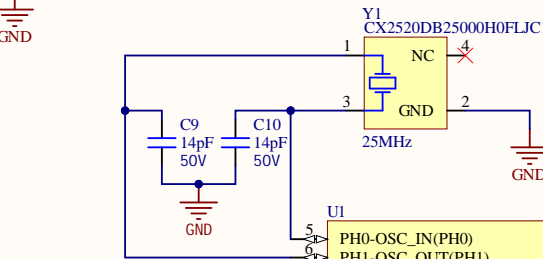 GND
Y1
CX2520DB25000H0FLJC
1
NC
4
3
GND
2
25MHz
GND
C9
14pF
50V
C10
14pF
50V
GND
U1
5
PH0-OSC_IN(PH0)
6
PH1-OSC_OUT(PH1)